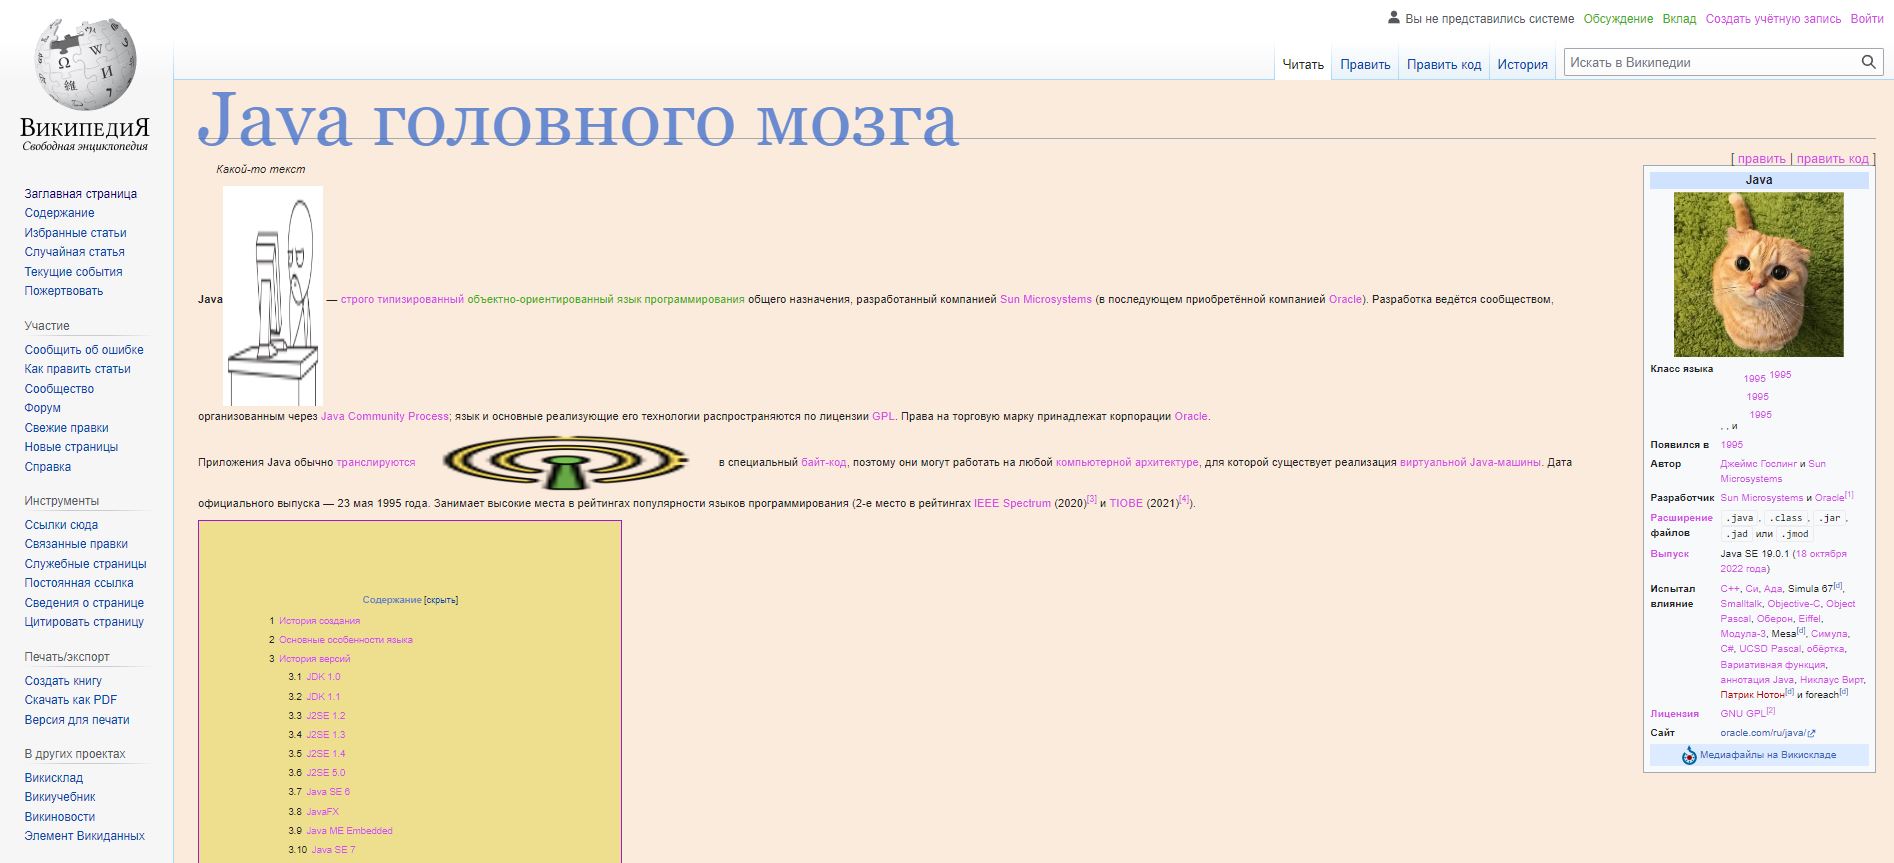 Вы не представились системе Обсуждение Вклад Создать учётную запись Войти
Читать Править Править код История Искать в Википедии
ВикипедиЯ
Свободная энциклопедия
Заглавная страница
Содержание
Избранные статьи
Случайная статья
Текущие события
Пожертвовать
Участие
Сообщить об ошибке
Как править статьи
Сообщество
Форум
Свежие правки
Новые страницы
Справка
Инструменты
Ссылки сюда
Связанные правки
Служебные страницы
Постоянная ссылка
Сведения о странице
Цитировать страницу
Печать/экспорт
Создать книгу
Скачать как PDF
Версия для печати
В других проектах
Викисклад
Викиучебник
Викиновости
Элемент Викиданных
Java головного мозга
Какой-то текст
Java — строго типизированный объектно-ориентированный язык программирования общего назначения, разработанный компанией Sun Microsystems (в последующем приобретённой компанией Oracle). Разработка ведётся сообществом,
организованным через Java Community Process; язык и основные реализующие его технологии распространяются по лицензии GPL. Права на торговую марку принадлежат корпорации Oracle.
Приложения Java обычно транслируются в специальный байт-код, поэтому они могут работать на любой компьютерной архитектуре, для которой существует реализация виртуальной Java-машины. Дата
официального выпуска — 23 мая 1995 года. Занимает высокие места в рейтингах популярности языков программирования (2-е место в рейтингах IEEE Spectrum (2020)[3] и TIOBE (2021)[4]).
Содержание [скрыть]
1 История создания
2 Основные особенности языка
3 История версий
3.1 JDK 1.0
3.2 JDK 1.1
3.3 J2SE 1.2
3.4 J2SE 1.3
3.5 J2SE 1.4
3.6 J2SE 5.0
3.7 Java SE 6
3.8 JavaFX
3.9 Java ME Embedded
3.10 Java SE 7
[ править | править код ]
Java
Класс языка
1995 1995
1995
1995
, , и
Появился в 1995
Автор Джеймс Гослинг и Sun
Microsystems
Разработчик Sun Microsystems и Oracle[1]
Расширение .java, .class, .jar,
файлов .jad или .jmod
Выпуск Java SE 19.0.1 (18 октября
2022 года)
Испытал C++, Си, Ада, Simula 67[d],
влияние Smalltalk, Objective-C, Object
Pascal, Оберон, Eiffel,
Модула-3, Mesa[d], Симула,
C#, UCSD Pascal, обёртка,
Вариативная функция,
аннотация Java, Никлаус Вирт,
Патрик Нотон[d] и foreach[d]
Лицензия GNU GPL[2]
Сайт oracle.com/ru/java/
Медиафайлы на Викискладе